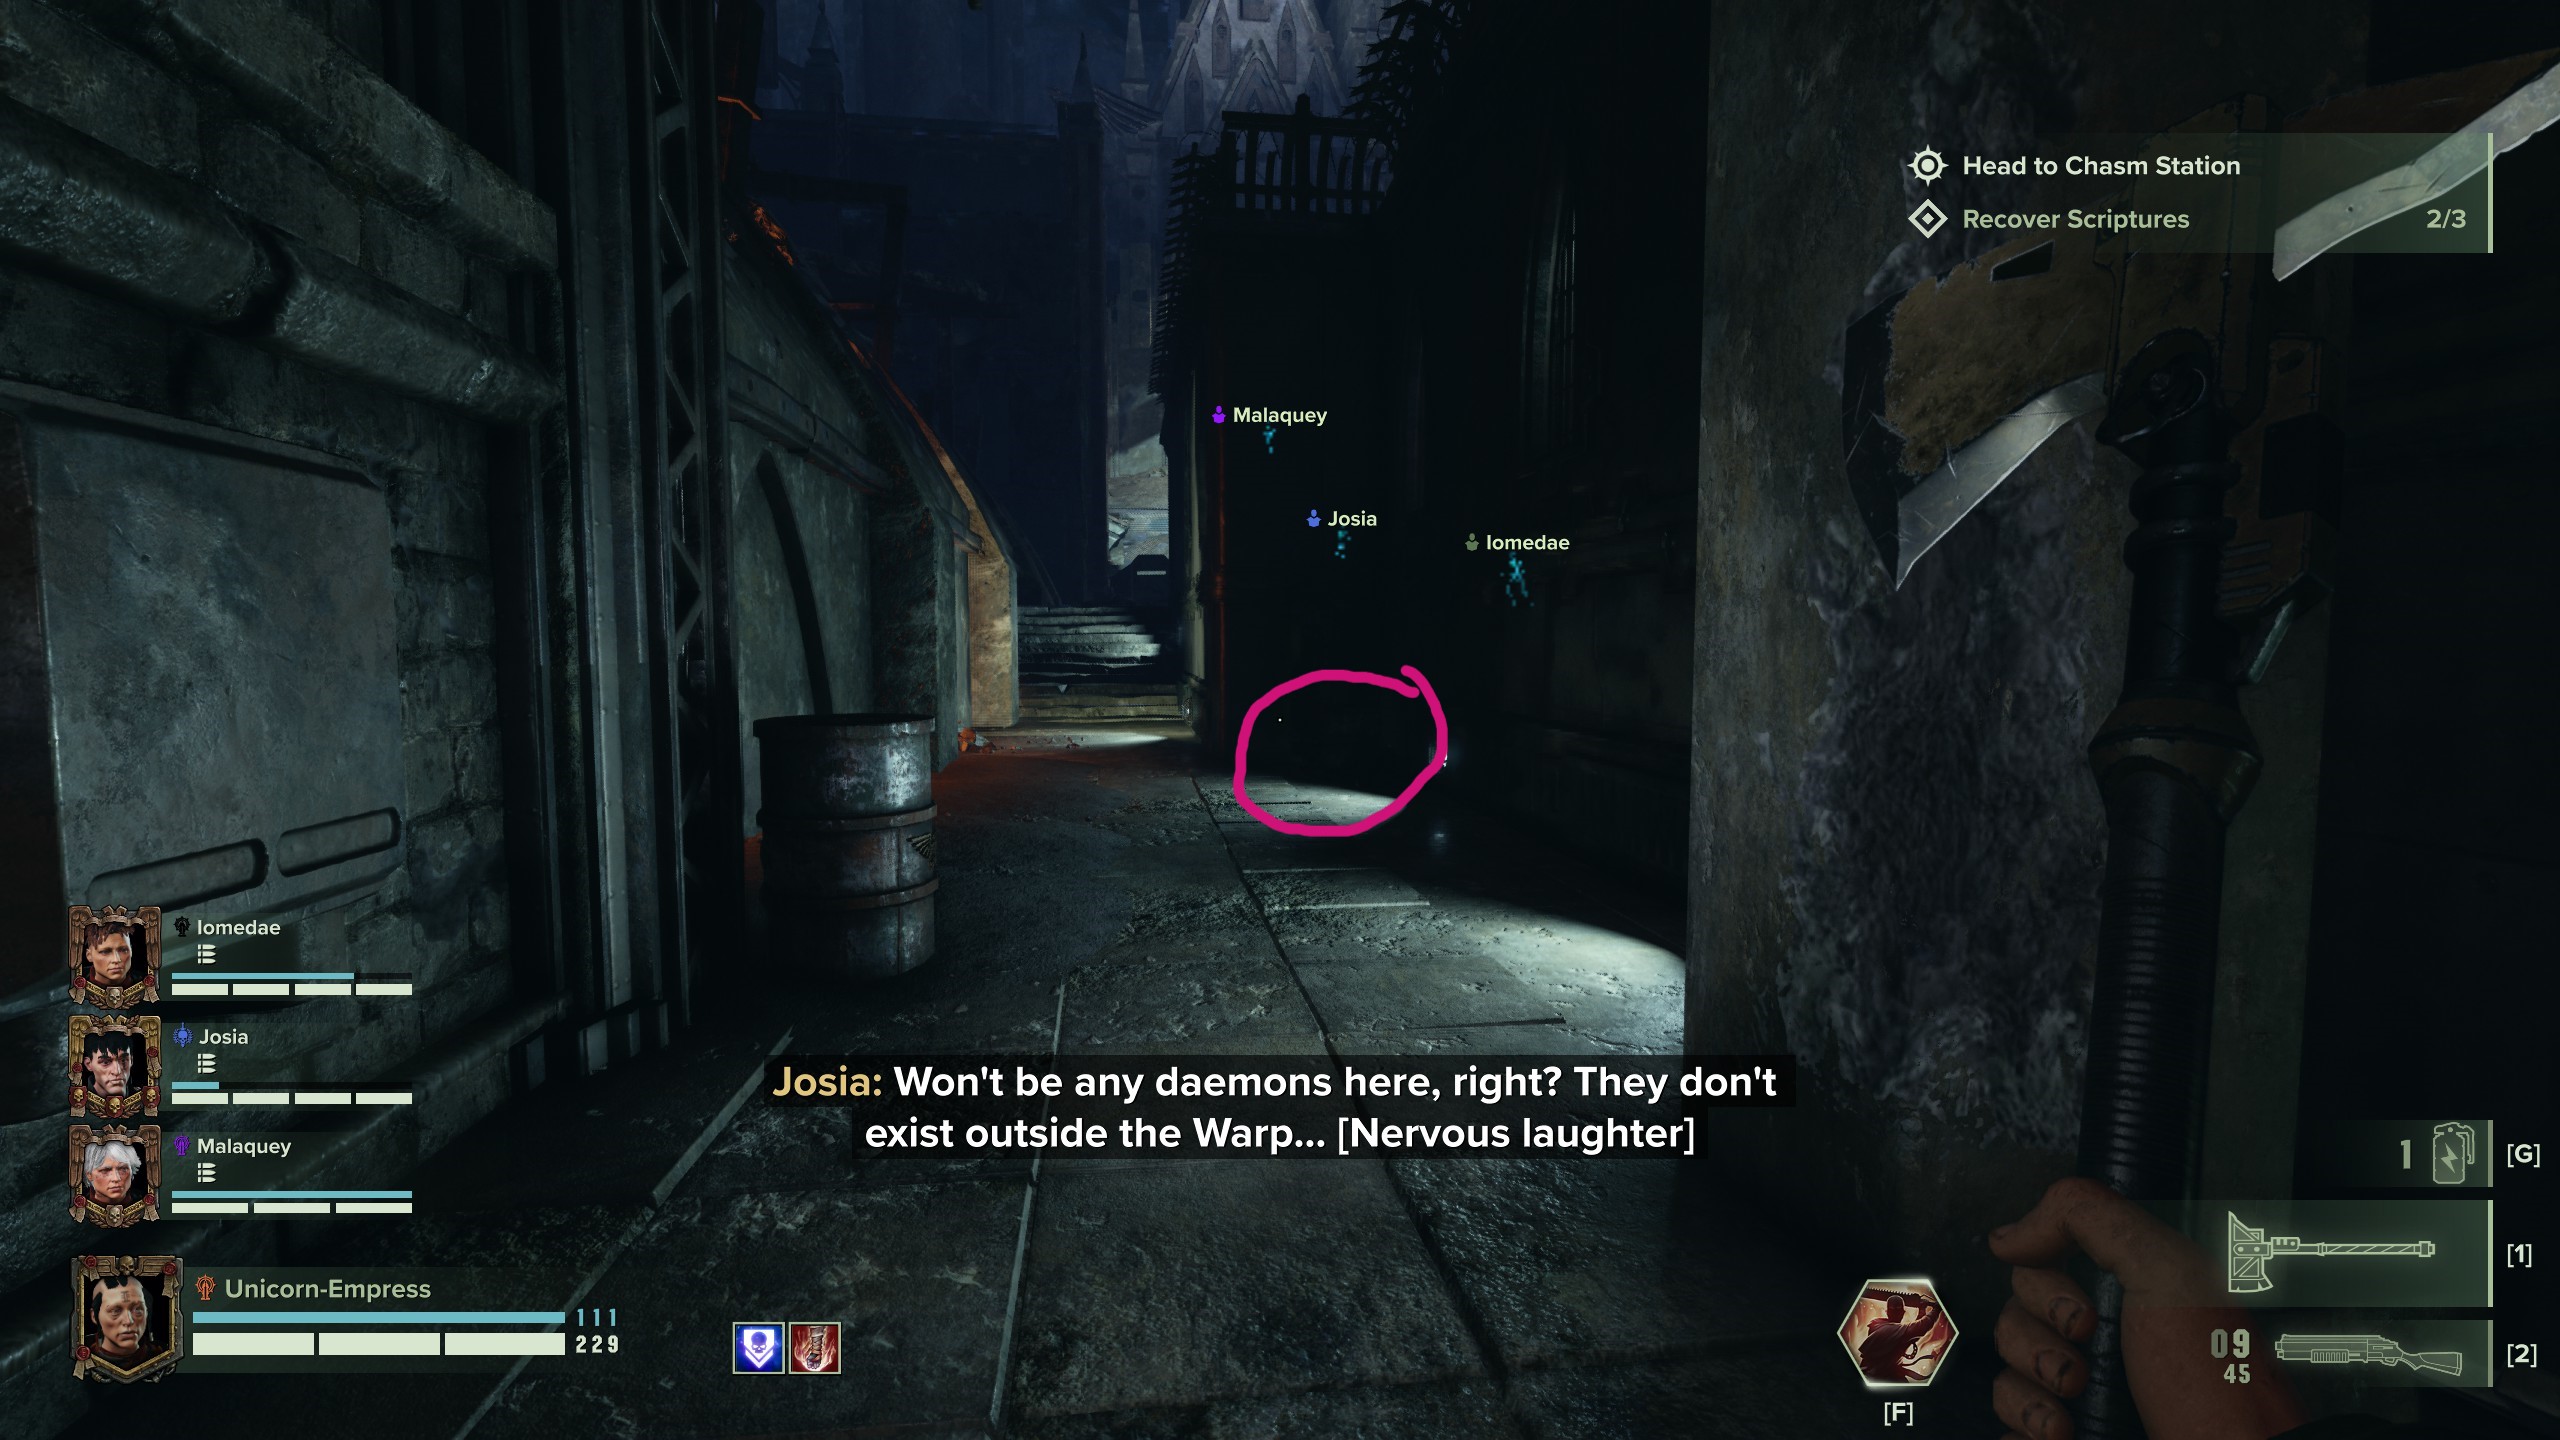 Head to Chasm Station
Recover Scriptures 2/3
Malaquey
Josia
Iomedae
Iomedae
Josia
Malaquey
Unicorn-Empress
111
229
Josia: Won't be any daemons here, right? They don't
exist outside the Warp... [Nervous laughter]
1 [G]
[1]
09
45
[2]
[F]